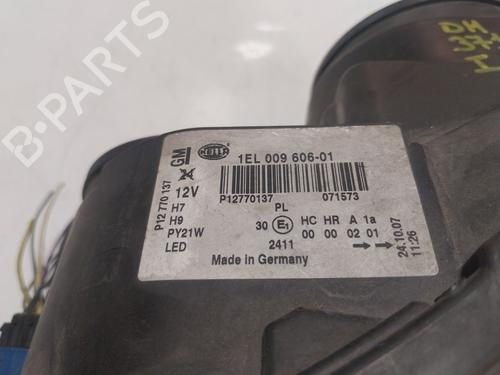 GM
HELLA
1EL 009 606-01
P12770137
071573
P12 770 137
12V
H7
H9
PY21W
LED
PL
30 E1 HC HR A 1a
00 00 02 01
2411
Made in Germany
24.10.07
11:26
B-PARTS